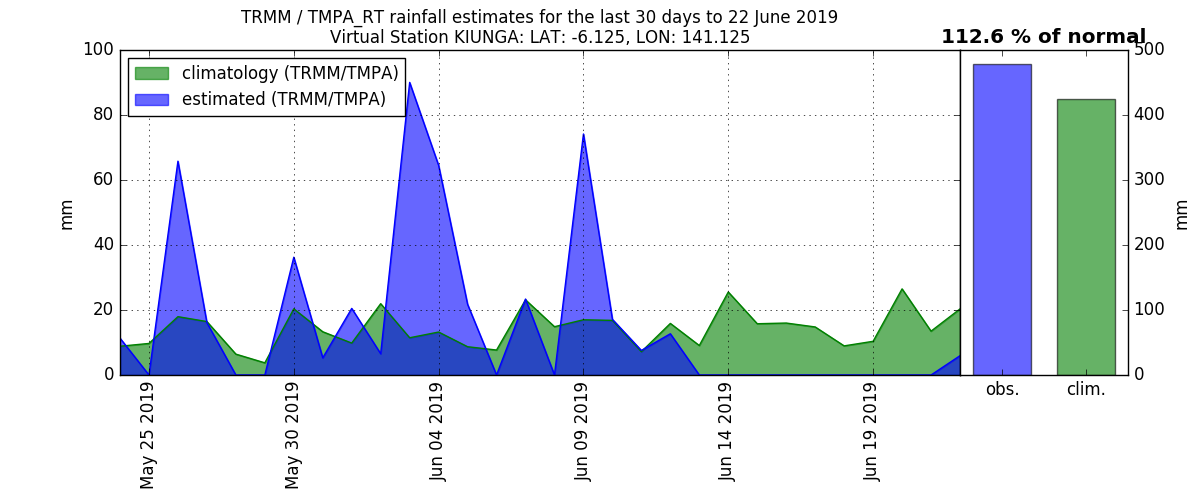 TRMM / TMPA_RT rainfall estimates for the last 30 days to 22 June 2019
Virtual Station KIUNGA: LAT: -6.125, LON: 141.125
112.6 % of normal
climatology (TRMM/TMPA)
estimated (TRMM/TMPA)
100
80
60
40
20
0
mm
500
400
300
200
100
0
mm
May 25 2019
May 30 2019
Jun 04 2019
Jun 09 2019
Jun 14 2019
Jun 19 2019
obs.
clim.